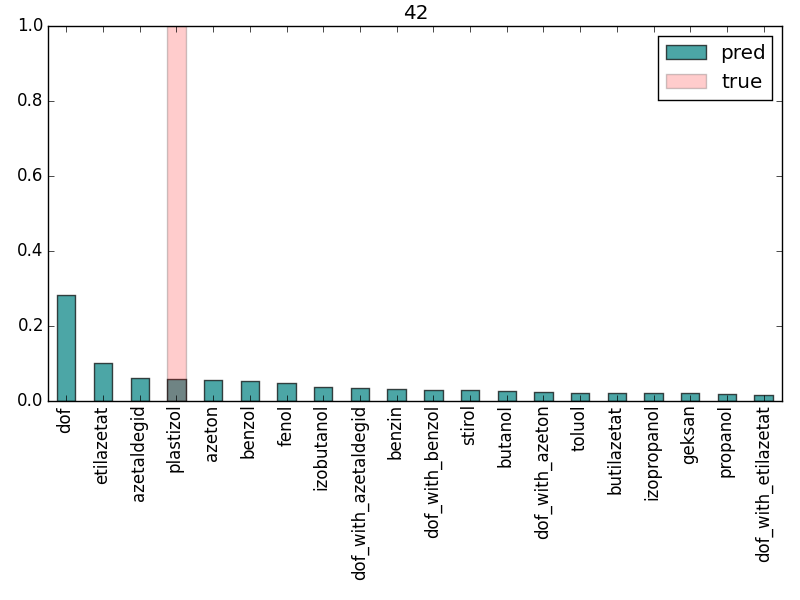 42
1.0
0.8
0.6
0.4
0.2
0.0
pred
true
dof
etilazetat
azetaldegid
plastizol
azeton
benzol
fenol
izobutanol
dof_with_azetaldegid
benzin
dof_with_benzol
stirol
butanol
dof_with_azeton
toluol
butilazetat
izopropanol
geksan
propanol
dof_with_etilazetat